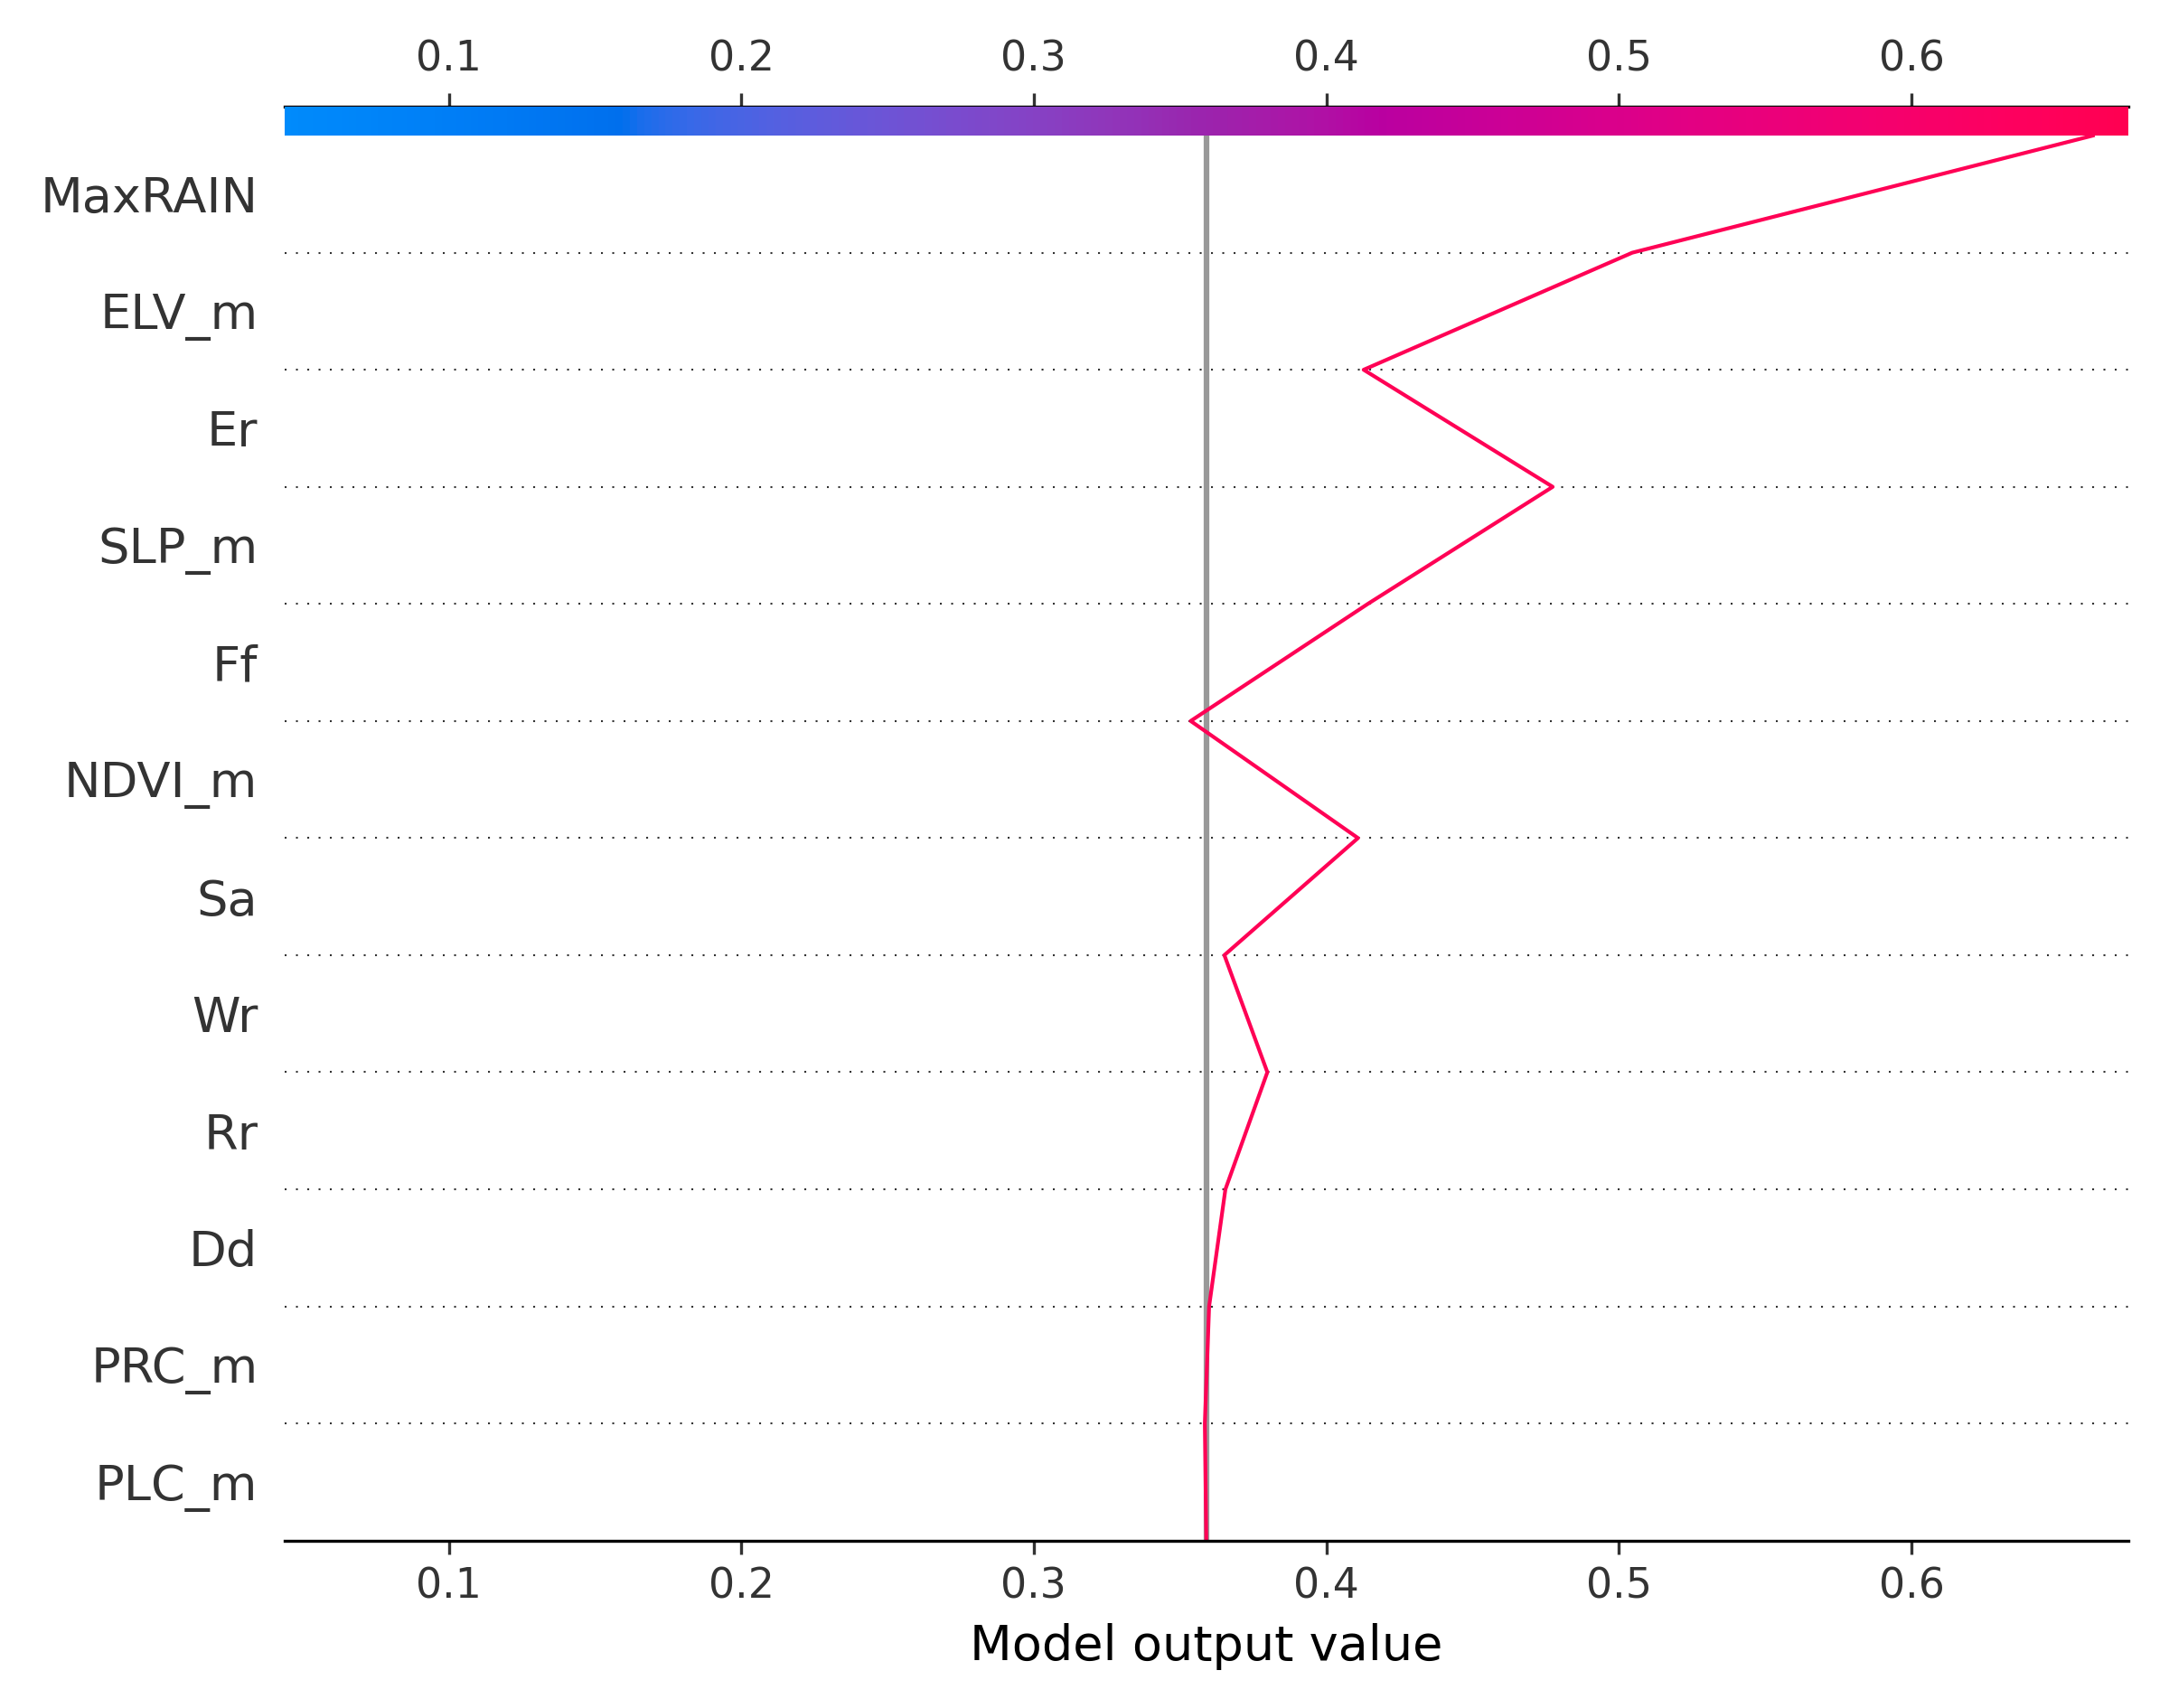 0.1 0.2 0.3 0.4 0.5 0.6
MaxRAIN
ELV_m
Er
SLP_m
Ff
NDVI_m
Sa
Wr
Rr
Dd
PRC_m
PLC_m
0.1 0.2 0.3 0.4 0.5 0.6
Model output value